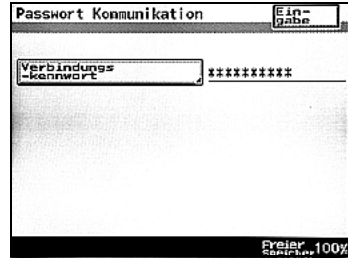 Passwort Kommunikation
Ein-
gabe
Verbindungs
-kennwort
**********
Freier
Speicher 100%